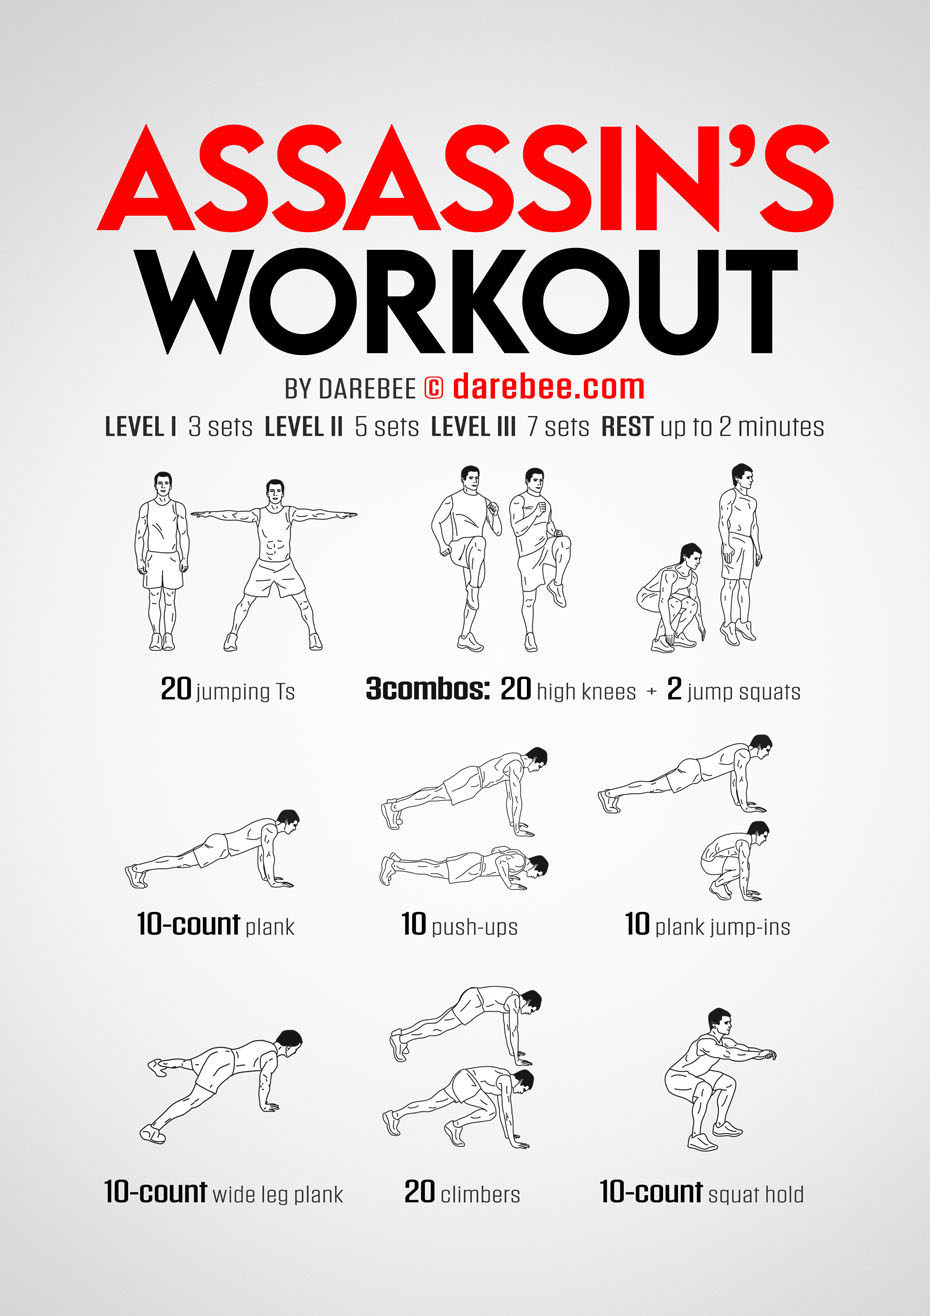 ASSASSIN'S
WORKOUT
BY DAREBEE © darebee.com
LEVEL I 3 sets LEVEL II 5 sets LEVEL III 7 sets REST up to 2 minutes
20 jumping Ts
3combos: 20 high knees + 2 jump squats
10-count plank
10 push-ups
10 plank jump-ins
10-count wide leg plank
20 climbers
10-count squat hold